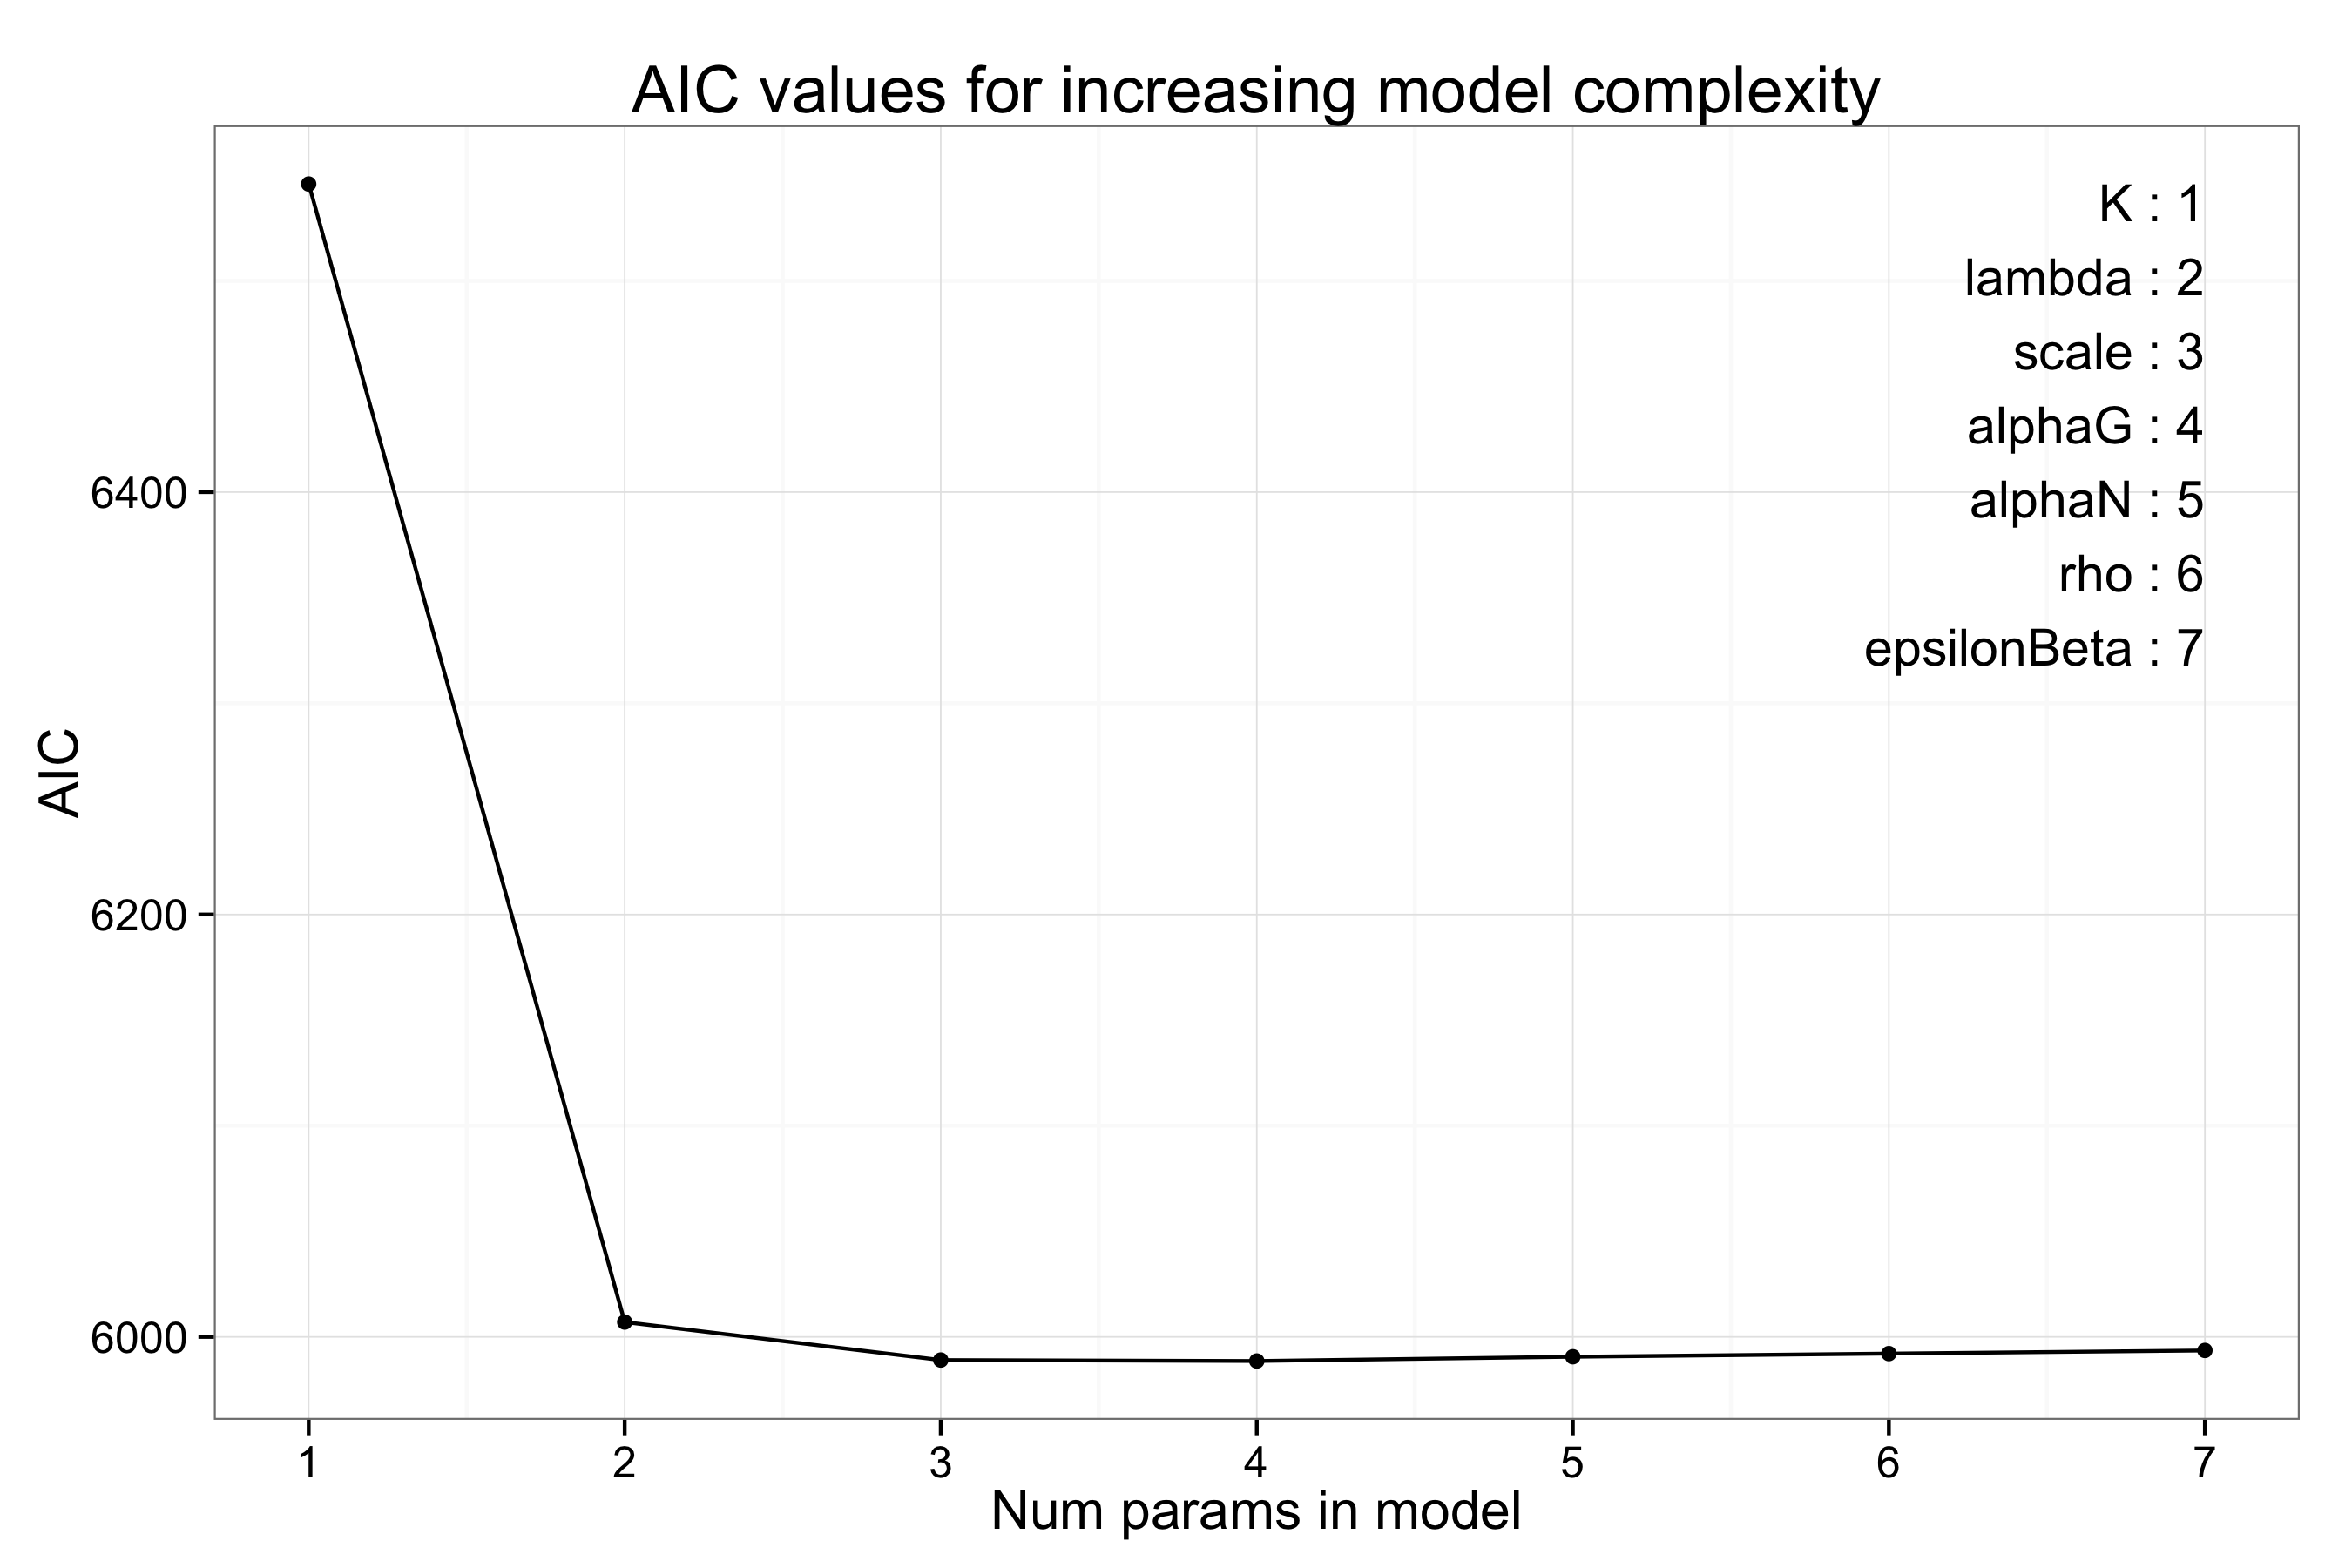 AIC values for increasing model complexity
K : 1
lambda : 2
scale : 3
alphaG : 4
alphaN : 5
rho : 6
epsilonBeta : 7
AIC
6400
6200
6000
1 2 3 4 5 6 7
Num params in model